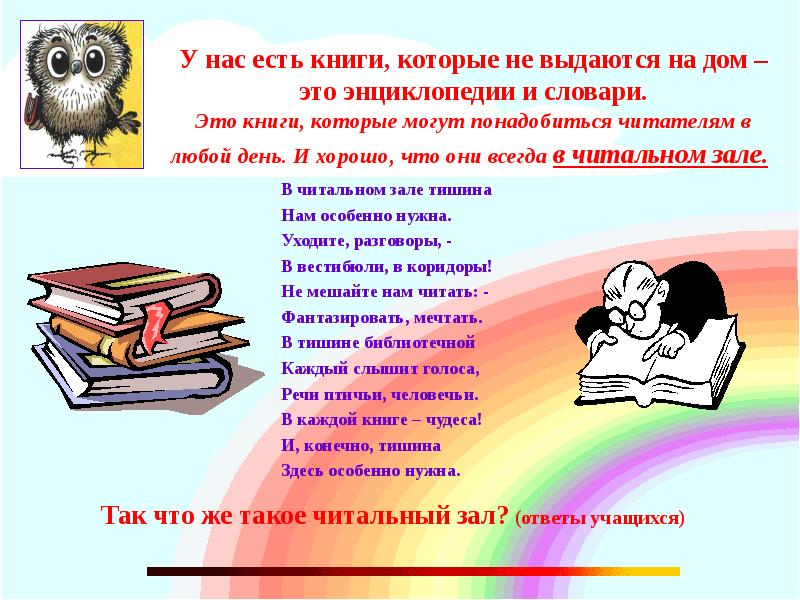 У нас есть книги, которые не выдаются на дом –
это энциклопедии и словари.
Это книги, которые могут понадобиться читателям в
любой день. И хорошо, что они всегда в читальном зале.
В читальном зале тишина
Нам особенно нужна.
Уходите, разговоры, -
В вестибюли, в коридоры!
Не мешайте нам читать: -
Фантазировать, мечтать.
В тишине библиотечной
Каждый слышит голоса,
Речи птичьи, человечьи.
В каждой книге – чудеса!
И, конечно, тишина
Здесь особенно нужна.
Так что же такое читальный зал? (ответы учащихся)